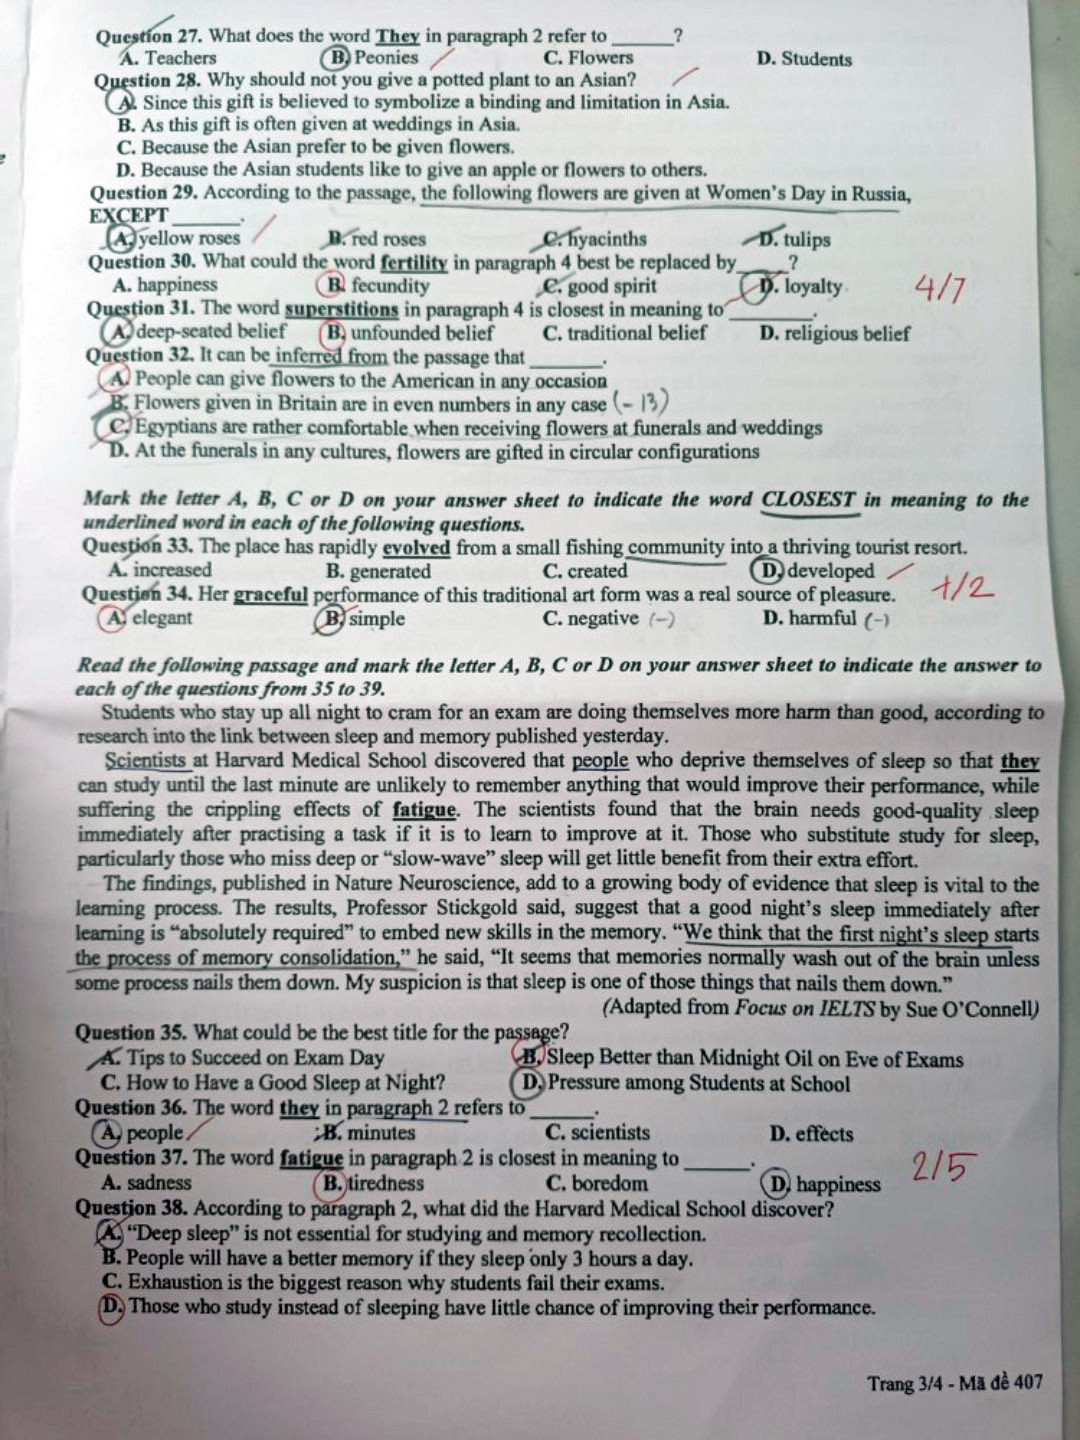 Question 27. What does the word They in paragraph 2 refer to ______?
A. Teachers B. Peonies C. Flowers D. Students
Question 28. Why should not you give a potted plant to an Asian?
A. Since this gift is believed to symbolize a binding and limitation in Asia.
B. As this gift is often given at weddings in Asia.
C. Because the Asian prefer to be given flowers.
D. Because the Asian students like to give an apple or flowers to others.
Question 29. According to the passage, the following flowers are given at Women's Day in Russia,
EXCEPT ______.
A. yellow roses B. red roses C. hyacinths D. tulips
Question 30. What could the word fertility in paragraph 4 best be replaced by ______?
A. happiness B. fecundity C. good spirit D. loyalty 4/7
Question 31. The word superstitions in paragraph 4 is closest in meaning to ______.
A. deep-seated belief B. unfounded belief C. traditional belief D. religious belief
Question 32. It can be inferred from the passage that ______.
A. People can give flowers to the American in any occasion
B. Flowers given in Britain are in even numbers in any case (- 13)
C. Egyptians are rather comfortable when receiving flowers at funerals and weddings
D. At the funerals in any cultures, flowers are gifted in circular configurations
Mark the letter A, B, C or D on your answer sheet to indicate the word CLOSEST in meaning to the
underlined word in each of the following questions.
Question 33. The place has rapidly evolved from a small fishing community into a thriving tourist resort.
A. increased B. generated C. created D. developed
Question 34. Her graceful performance of this traditional art form was a real source of pleasure. 1/2
A. elegant B. simple C. negative (-) D. harmful (-)
Read the following passage and mark the letter A, B, C or D on your answer sheet to indicate the answer to
each of the questions from 35 to 39.
Students who stay up all night to cram for an exam are doing themselves more harm than good, according to
research into the link between sleep and memory published yesterday.
Scientists at Harvard Medical School discovered that people who deprive themselves of sleep so that they
can study until the last minute are unlikely to remember anything that would improve their performance, while
suffering the crippling effects of fatigue. The scientists found that the brain needs good-quality sleep
immediately after practising a task if it is to learn to improve at it. Those who substitute study for sleep,
particularly those who miss deep or "slow-wave" sleep will get little benefit from their extra effort.
The findings, published in Nature Neuroscience, add to a growing body of evidence that sleep is vital to the
learning process. The results, Professor Stickgold said, suggest that a good night's sleep immediately after
learning is "absolutely required" to embed new skills in the memory. "We think that the first night's sleep starts
the process of memory consolidation," he said, "It seems that memories normally wash out of the brain unless
some process nails them down. My suspicion is that sleep is one of those things that nails them down."
(Adapted from Focus on IELTS by Sue O'Connell)
Question 35. What could be the best title for the passage?
A. Tips to Succeed on Exam Day B. Sleep Better than Midnight Oil on Eve of Exams
C. How to Have a Good Sleep at Night? D. Pressure among Students at School
Question 36. The word they in paragraph 2 refers to ______.
A. people B. minutes C. scientists D. effects
Question 37. The word fatigue in paragraph 2 is closest in meaning to ______. 2/5
A. sadness B. tiredness C. boredom D. happiness
Question 38. According to paragraph 2, what did the Harvard Medical School discover?
A. "Deep sleep" is not essential for studying and memory recollection.
B. People will have a better memory if they sleep only 3 hours a day.
C. Exhaustion is the biggest reason why students fail their exams.
D. Those who study instead of sleeping have little chance of improving their performance.
Trang 3/4 - Mã đề 407